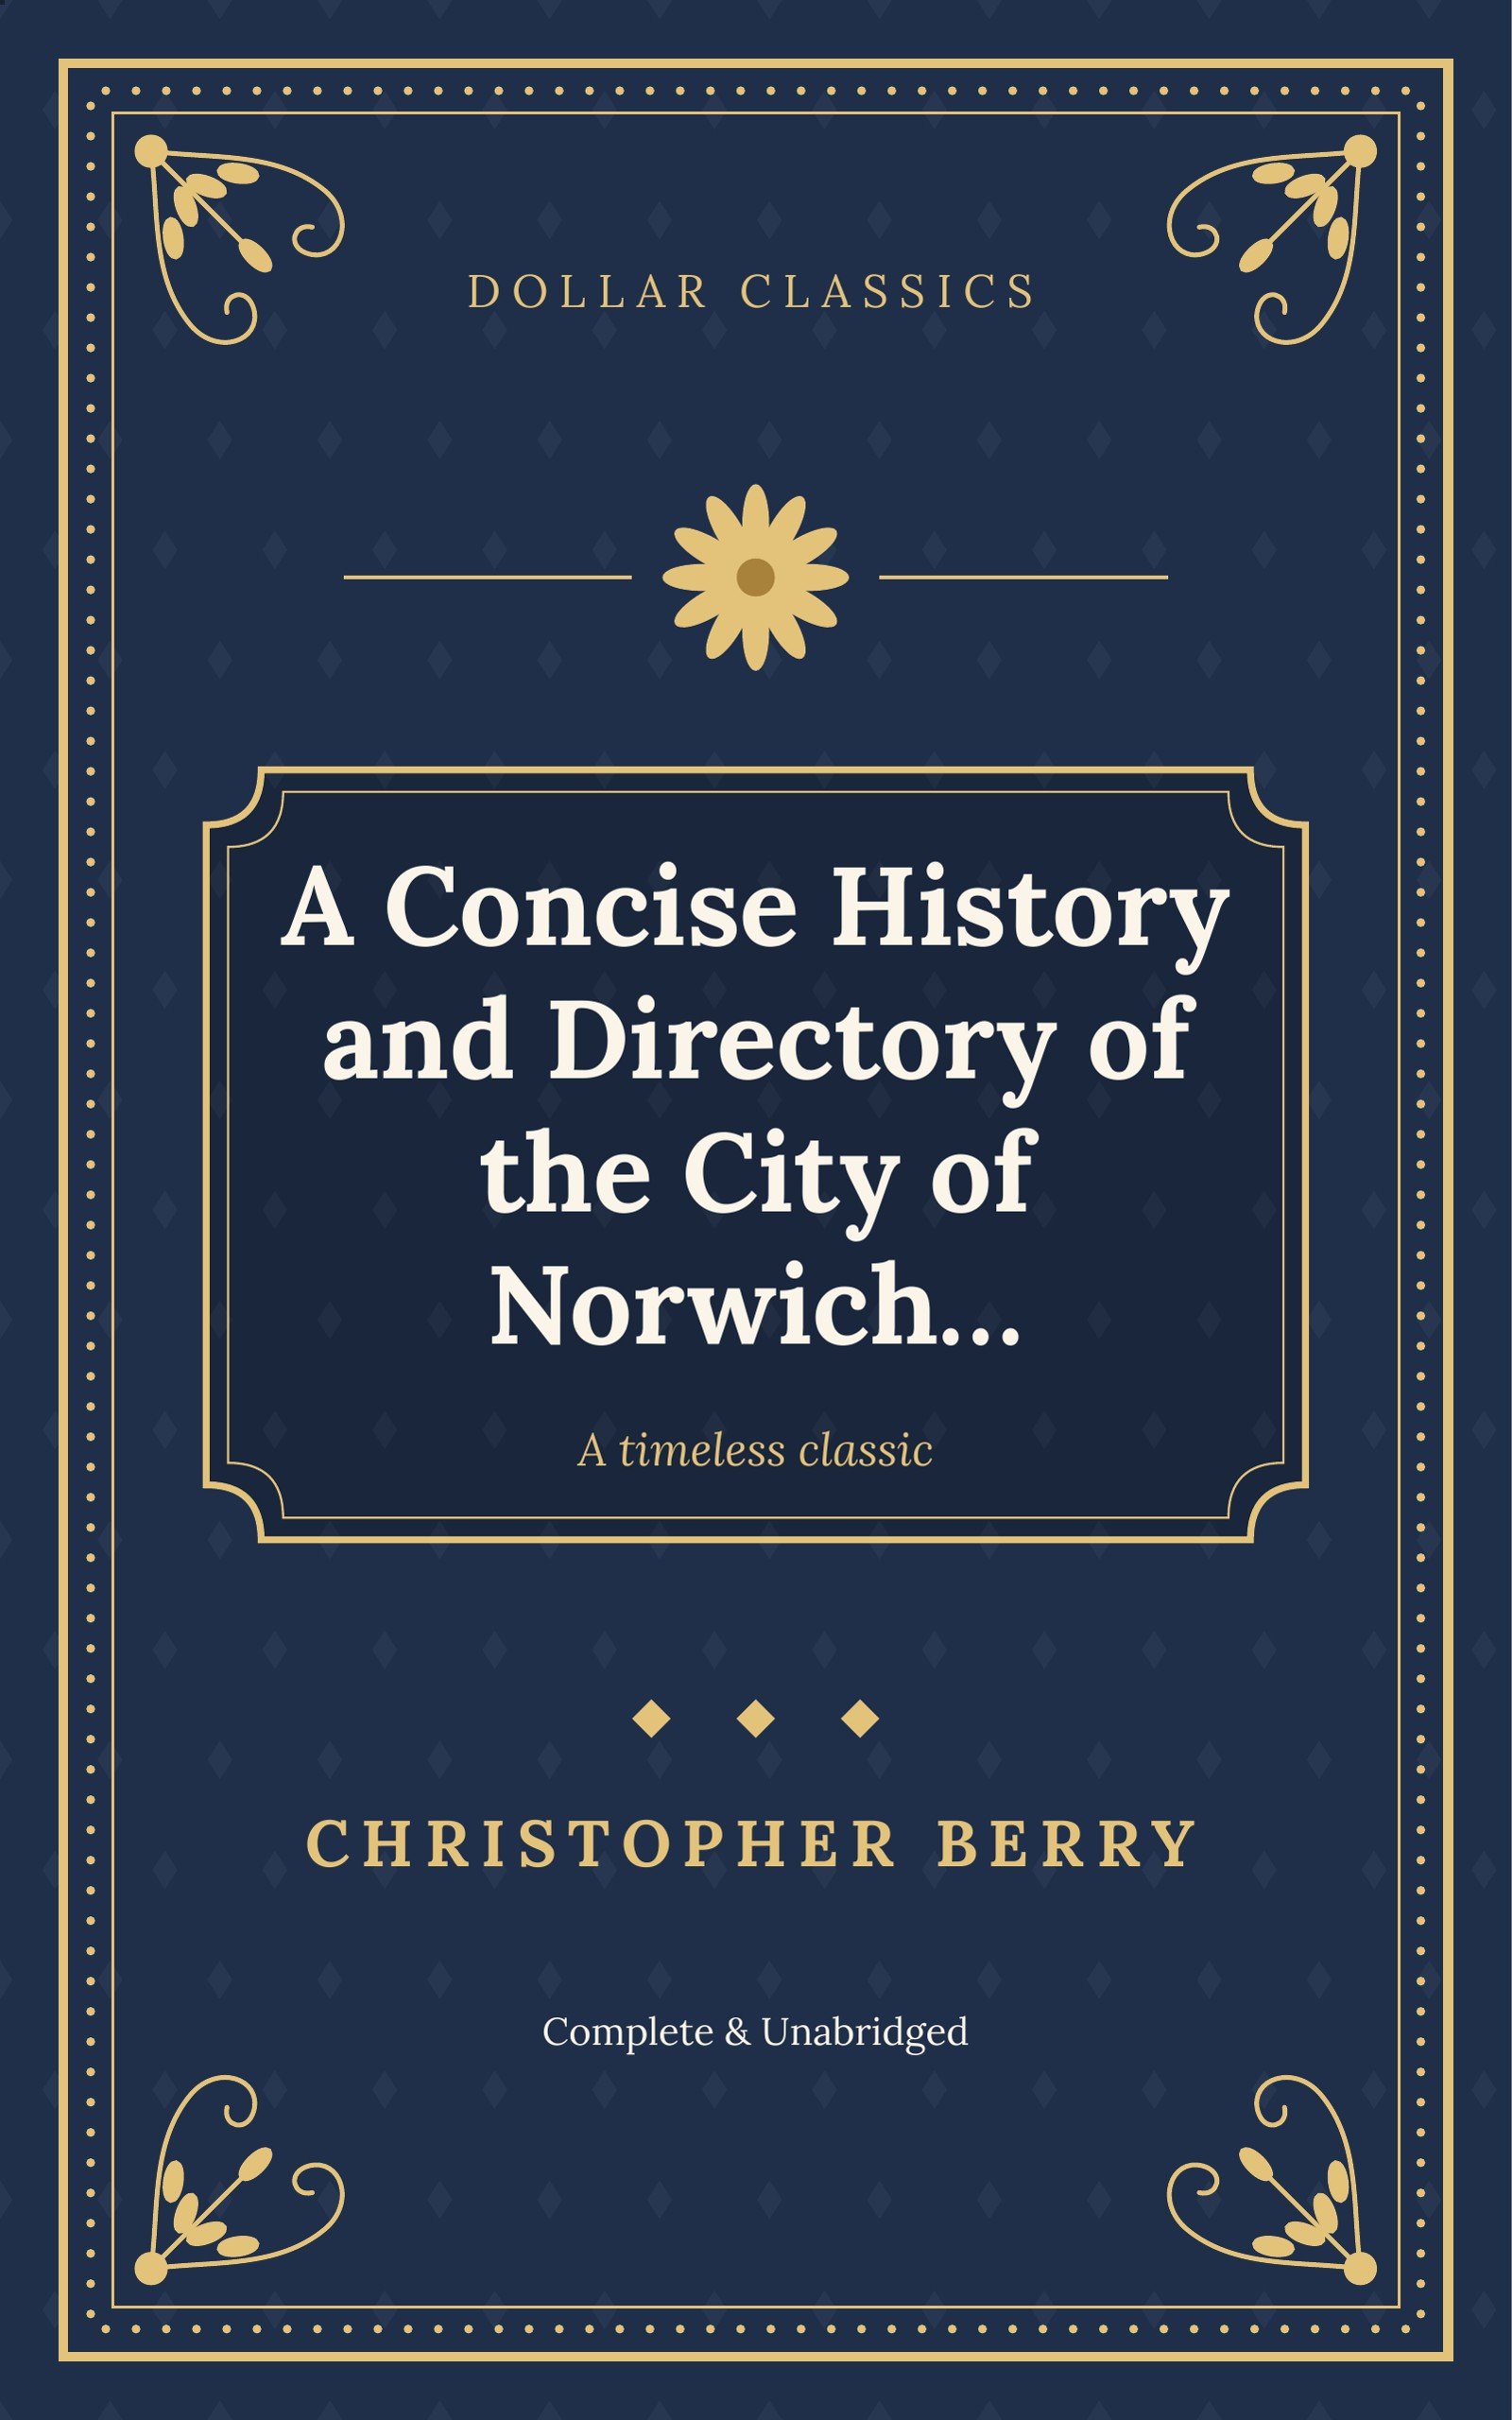 DOLLAR CLASSICS
A Concise History
and Directory of
the City of
Norwich...
A timeless classic
CHRISTOPHER BERRY
Complete & Unabridged